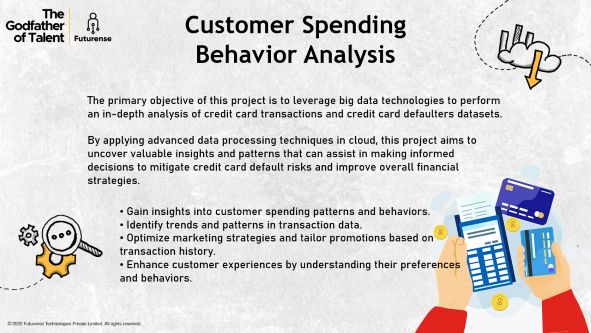 The
Godfather
of Talent
Futurense
Customer Spending
Behavior Analysis
The primary objective of this project is to leverage big data technologies to perform
an in-depth analysis of credit card transactions and credit card defaulters datasets.
By applying advanced data processing techniques in cloud, this project aims to
uncover valuable insights and patterns that can assist in making informed
decisions to mitigate credit card default risks and improve overall financial
strategies.
• Gain insights into customer spending patterns and behaviors.
• Identify trends and patterns in transaction data.
• Optimize marketing strategies and tailor promotions based on
transaction history.
• Enhance customer experiences by understanding their preferences
and behaviors.
© 2022 Futurense Technologies Private Limited. All rights reserved.